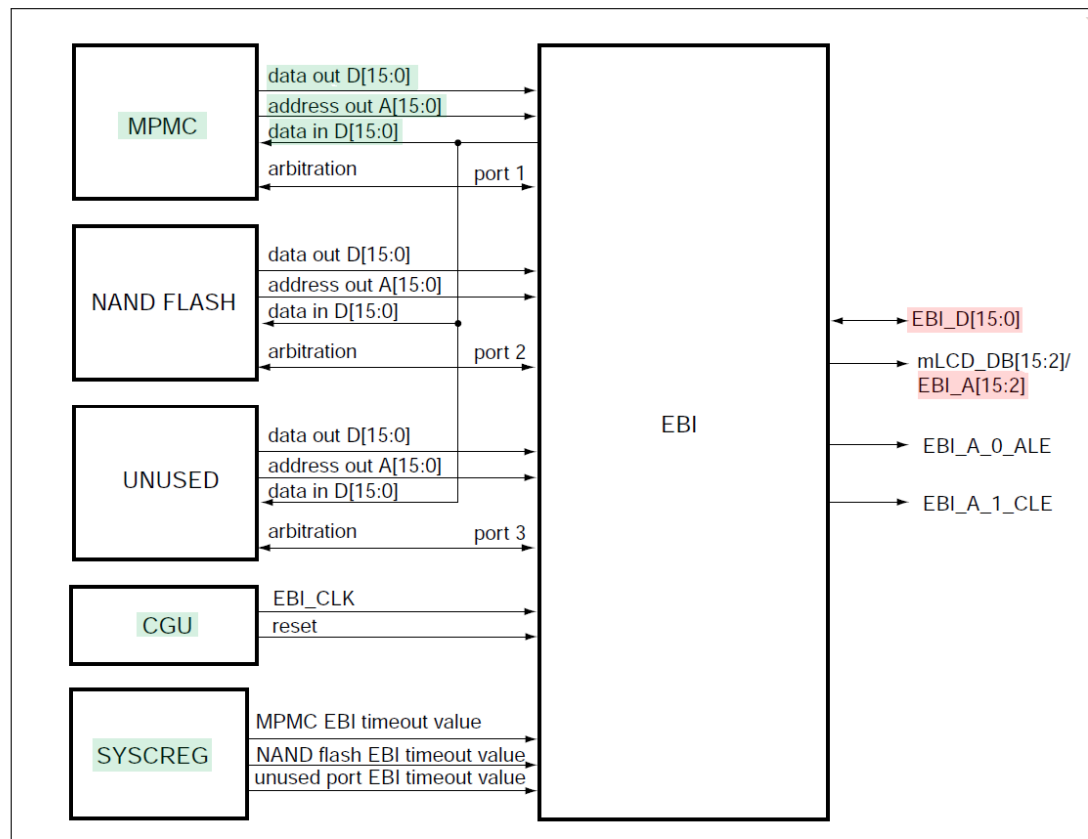 data out D[15:0]
address out A[15:0]
MPMC
data in D[15:0]
arbitration
port 1
data out D[15:0]
address out A[15:0]
NAND FLASH
data in D[15:0]
arbitration
port 2
data out D[15:0]
address out A[15:0]
UNUSED
data in D[15:0]
arbitration
port 3
EBI_CLK
CGU
reset
MPMC EBI timeout value
SYSCREG
NAND flash EBI timeout value
unused port EBI timeout value
EBI
EBI_D[15:0]
mLCD_DB[15:2]/
EBI_A[15:2]
EBI_A_0_ALE
EBI_A_1_CLE